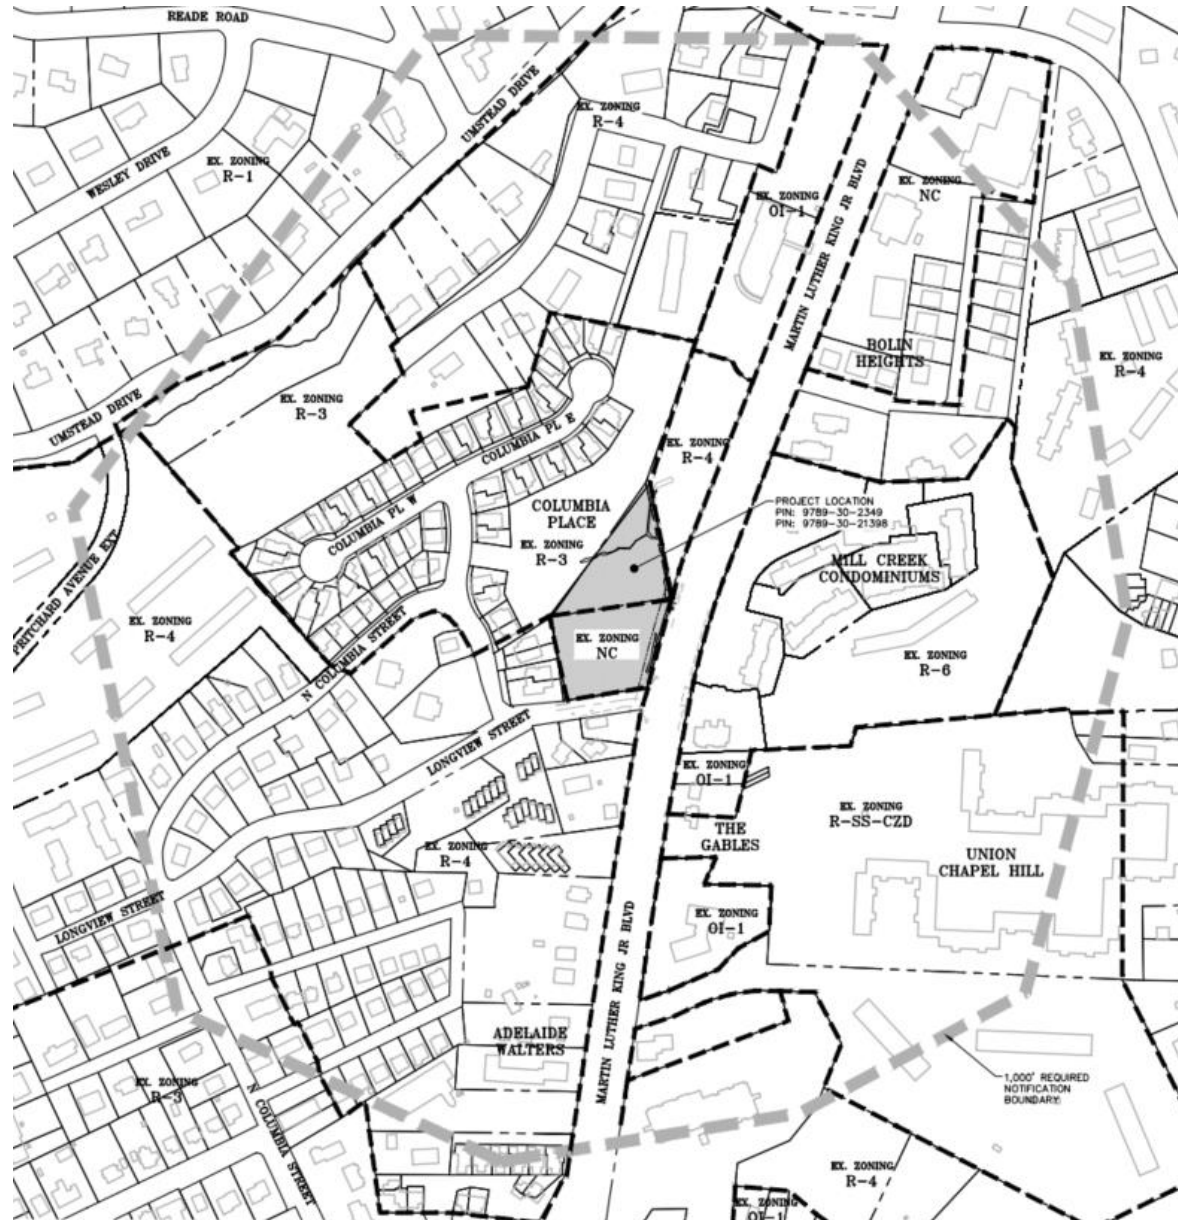 READE ROAD
UMSTEAD DRIVE
EX. ZONING
R-4
WESLEY DRIVE
EX. ZONING
R-1
EX. ZONING
OI-1
EX. ZONING
NC
MARTIN LUTHER KING JR BLVD
BOLIN
HEIGHTS
EX. ZONING
R-4
UMSTEAD DRIVE
EX. ZONING
R-3
COLUMBIA PL E
EX. ZONING
R-4
COLUMBIA PL W
COLUMBIA
PLACE
EX. ZONING
R-3
PROJECT LOCATION
PIN: 9789-30-2349
PIN: 9789-30-21398
MILL CREEK
CONDOMINIUMS
PRITCHARD AVENUE EXT
EX. ZONING
R-4
N COLUMBIA STREET
EX. ZONING
NC
EX. ZONING
R-6
LONGVIEW STREET
EX. ZONING
OI-1
EX. ZONING
R-SS-CZD
THE
GABLES
UNION
CHAPEL HILL
EX. ZONING
R-4
LONGVIEW STREET
EX. ZONING
OI-1
MARTIN LUTHER KING JR BLVD
ADELAIDE
WALTERS
EX. ZONING
R-3
N COLUMBIA STREET
1,000' REQUIRED
NOTIFICATION
BOUNDARY
EX. ZONING
R-4
EX. ZONING
OI-1